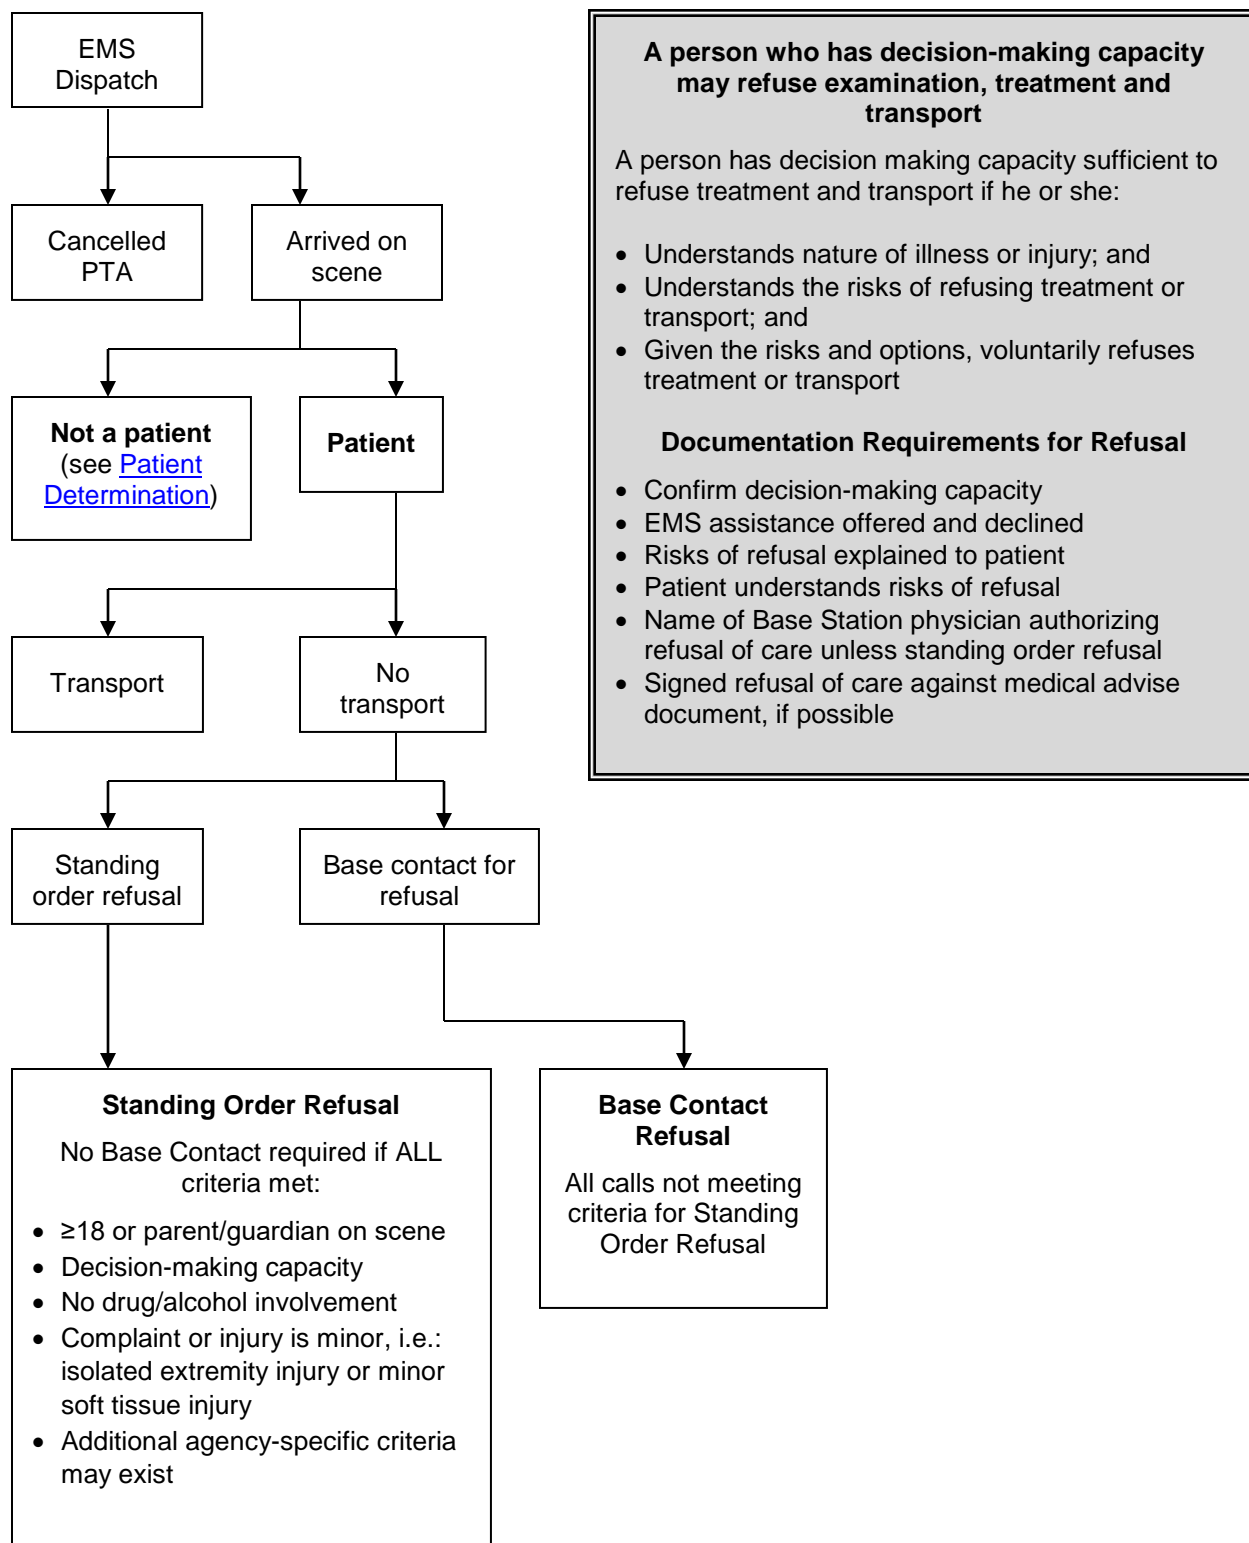 EMS
Dispatch
Cancelled
PTA
Arrived on
scene
Not a patient
(see Patient
Determination)
Patient
Transport
No
transport
Standing
order refusal
Base contact for
refusal
Standing Order Refusal
No Base Contact required if ALL
criteria met:
• ≥18 or parent/guardian on scene
• Decision-making capacity
• No drug/alcohol involvement
• Complaint or injury is minor, i.e.:
isolated extremity injury or minor
soft tissue injury
• Additional agency-specific criteria
may exist
Base Contact
Refusal
All calls not meeting
criteria for Standing
Order Refusal
A person who has decision-making capacity
may refuse examination, treatment and
transport
A person has decision making capacity sufficient to
refuse treatment and transport if he or she:
• Understands nature of illness or injury; and
• Understands the risks of refusing treatment or
transport; and
• Given the risks and options, voluntarily refuses
treatment or transport
Documentation Requirements for Refusal
• Confirm decision-making capacity
• EMS assistance offered and declined
• Risks of refusal explained to patient
• Patient understands risks of refusal
• Name of Base Station physician authorizing
refusal of care unless standing order refusal
• Signed refusal of care against medical advise
document, if possible